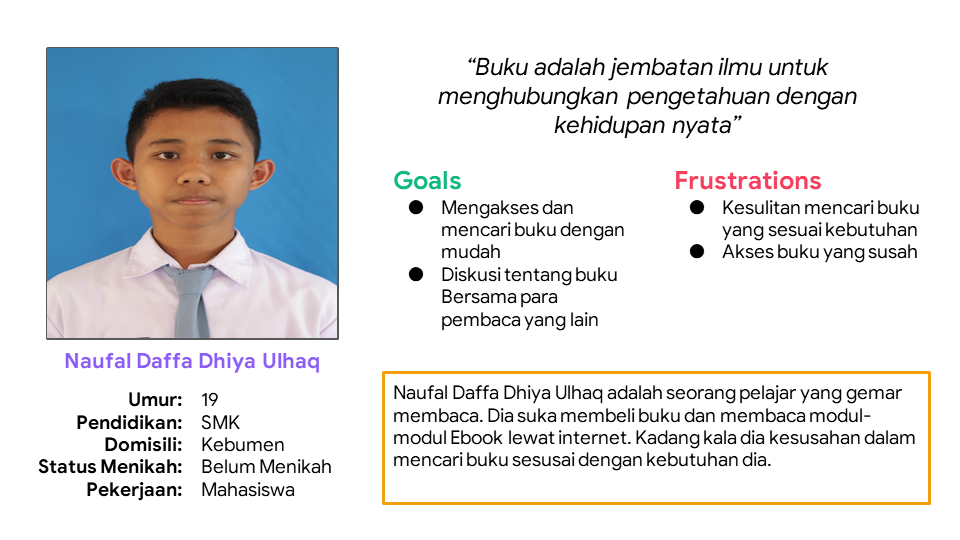 “Buku adalah jembatan ilmu untuk
menghubungkan pengetahuan dengan
kehidupan nyata”
Goals
● Mengakses dan
mencari buku dengan
mudah
● Diskusi tentang buku
Bersama para
pembaca yang lain
Frustrations
● Kesulitan mencari buku
yang sesuai kebutuhan
● Akses buku yang susah
Naufal Daffa Dhiya Ulhaq
Umur: 19
Pendidikan: SMK
Domisili: Kebumen
Status Menikah: Belum Menikah
Pekerjaan: Mahasiswa
Naufal Daffa Dhiya Ulhaq adalah seorang pelajar yang gemar
membaca. Dia suka membeli buku dan membaca modul-
modul Ebook lewat internet. Kadang kala dia kesusahan dalam
mencari buku sesusai dengan kebutuhan dia.